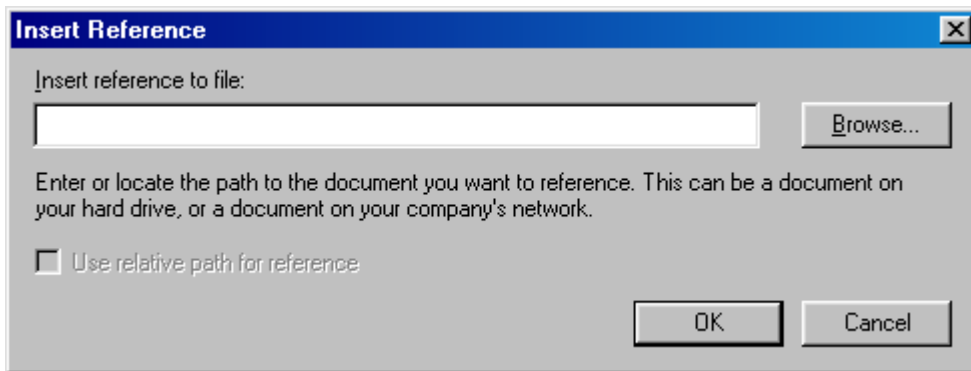 Insert Reference
Insert reference to file:
Browse...
Enter or locate the path to the document you want to reference. This can be a document on
your hard drive, or a document on your company's network.
Use relative path for reference
OK
Cancel